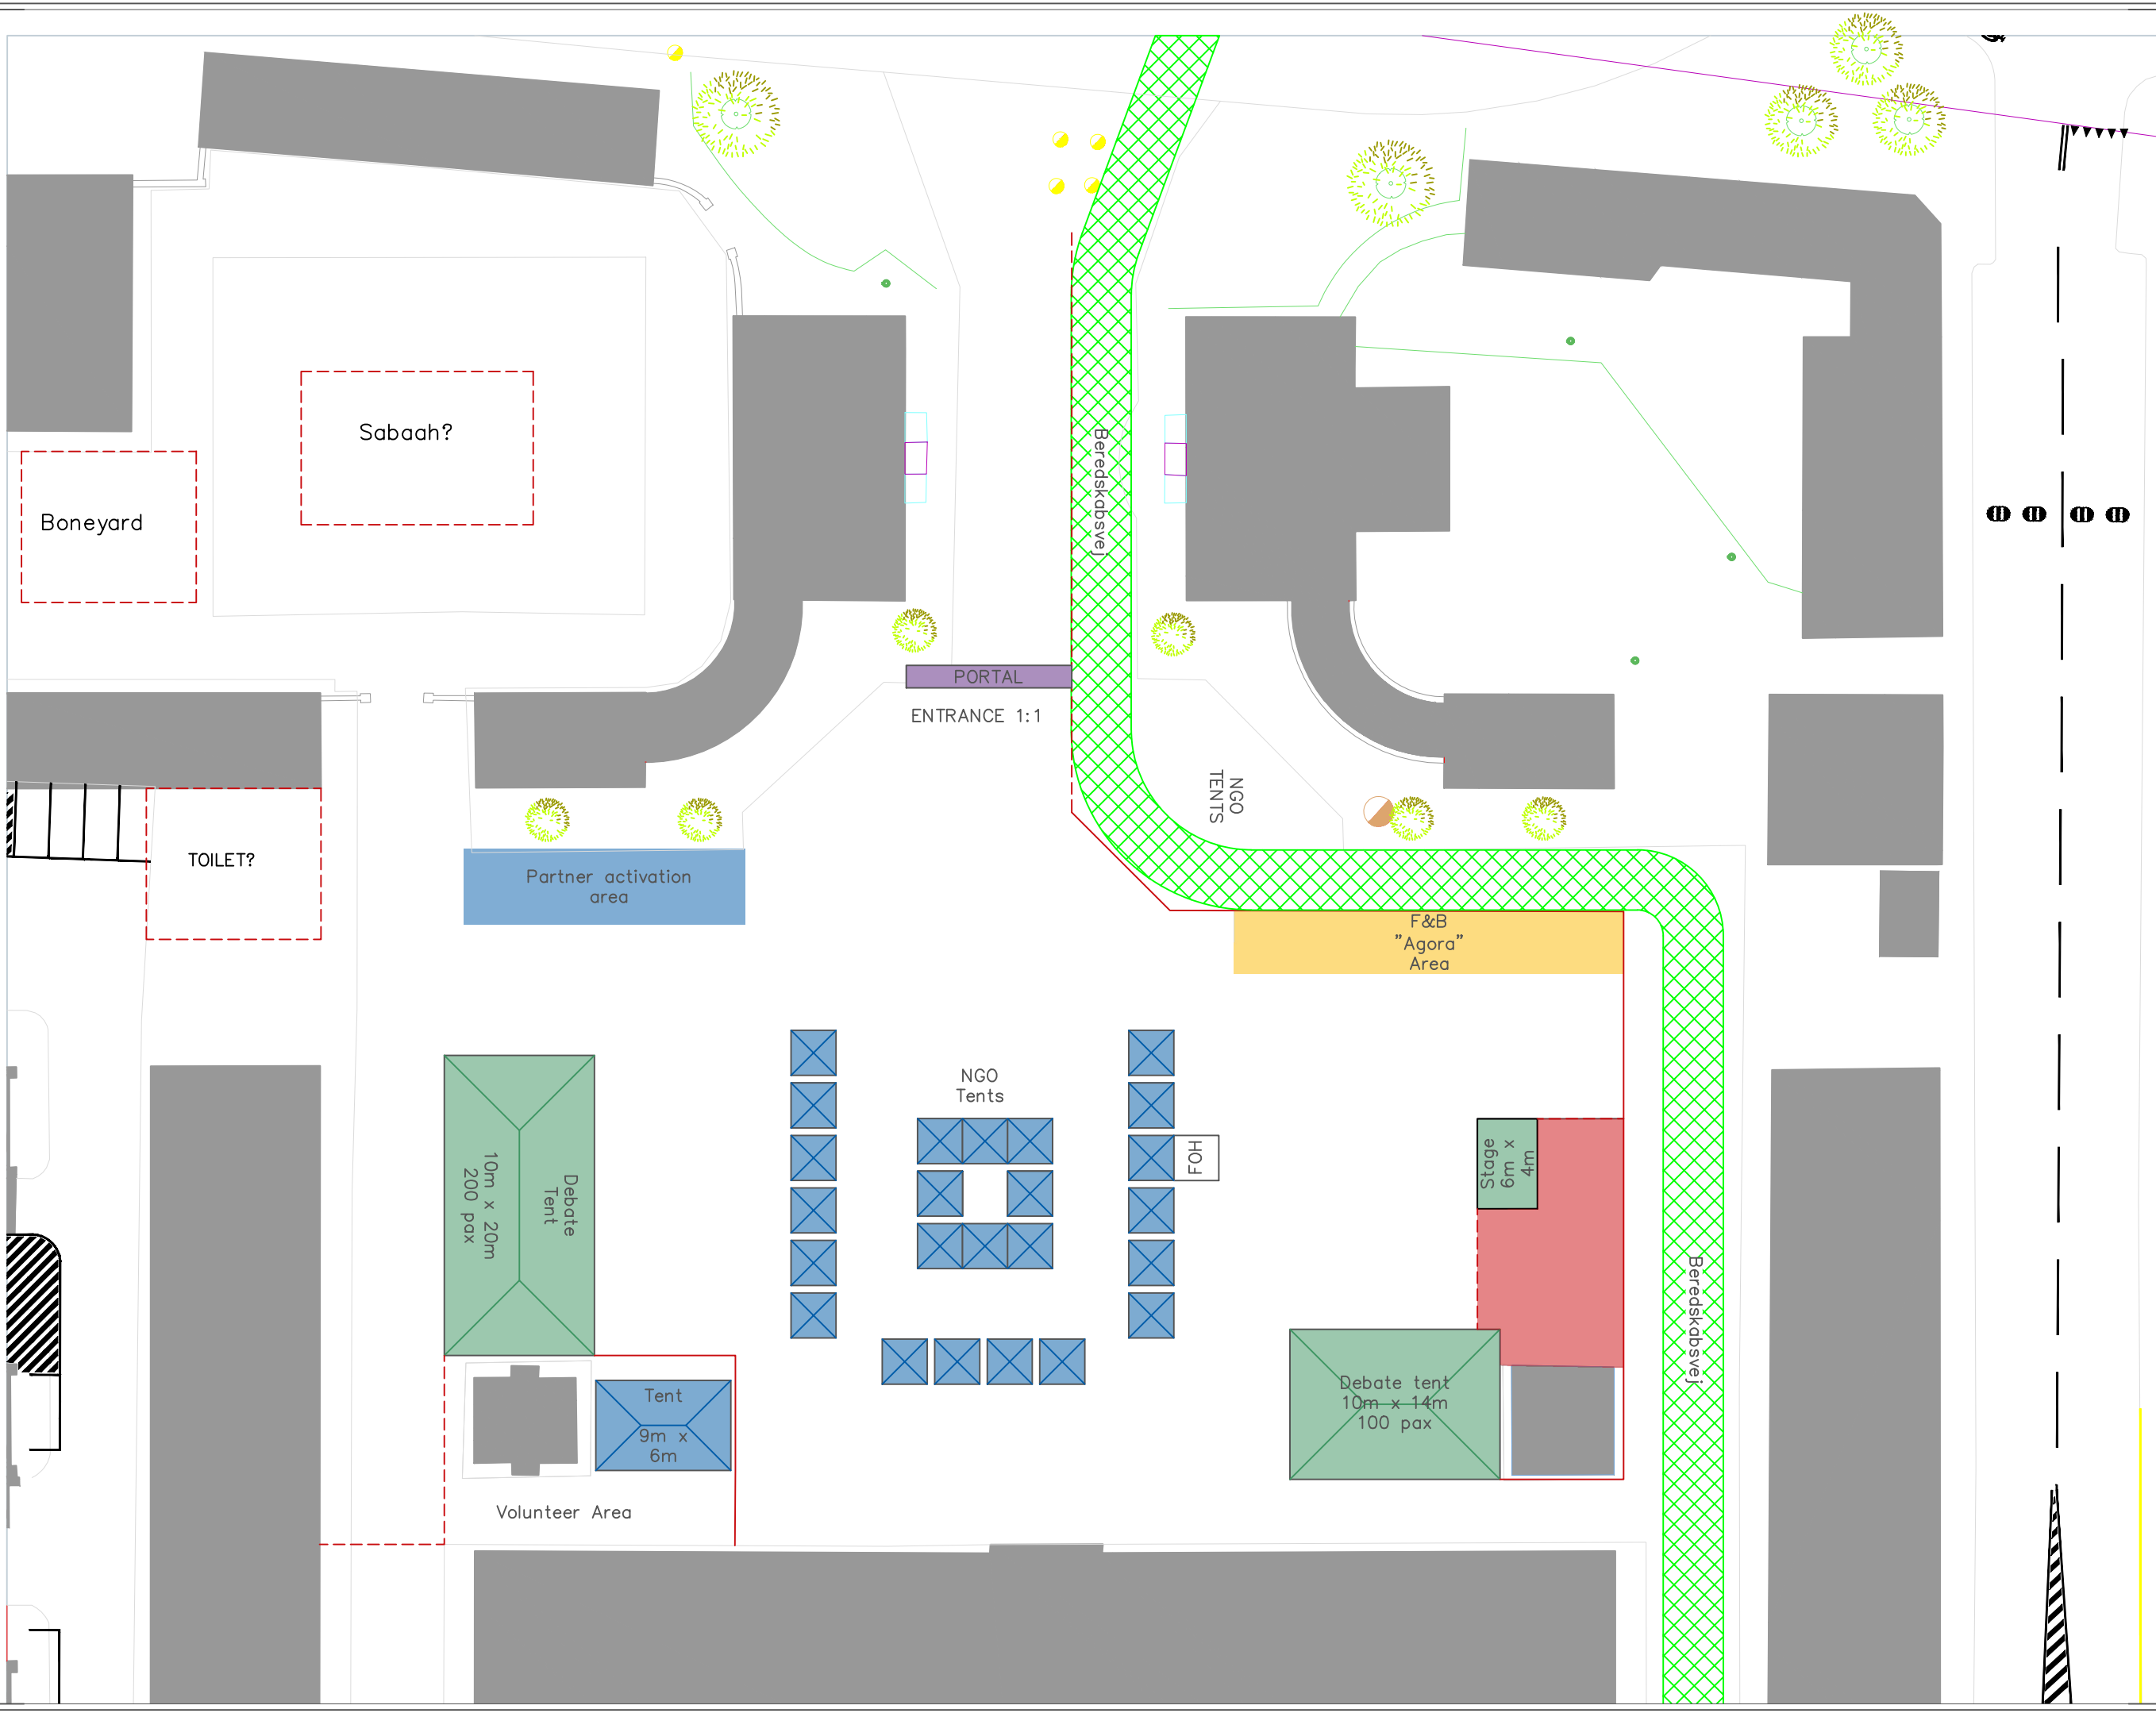 Sabaah?
Boneyard
Beredskabsvej
PORTAL
ENTRANCE 1:1
NGO
TENTS
TOILET?
Partner activation
area
F&B
"Agora"
Area
NGO
Tents
FOH
Stage
6m x
4m
Debate
Tent
10m x 20m
200 pax
Beredskabsvej
Tent
9m x
6m
Debate tent
10m x 14m
100 pax
Volunteer Area